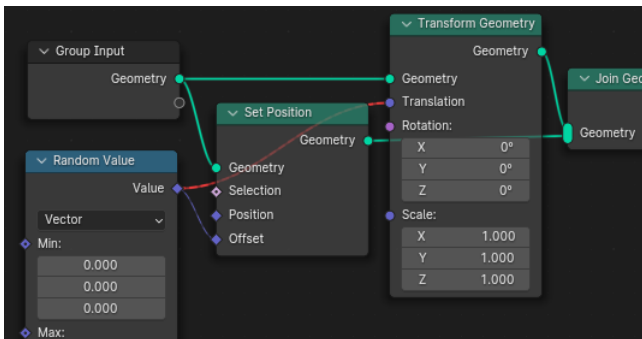 Group Input
Geometry
Random Value
Value
Vector
Min:
0.000
0.000
0.000
Max:
Set Position
Geometry
Geometry
Selection
Position
Offset
Transform Geometry
Geometry
Geometry
Translation
Rotation:
X 0°
Y 0°
Z 0°
Scale:
X 1.000
Y 1.000
Z 1.000
Join Geo
Geometry